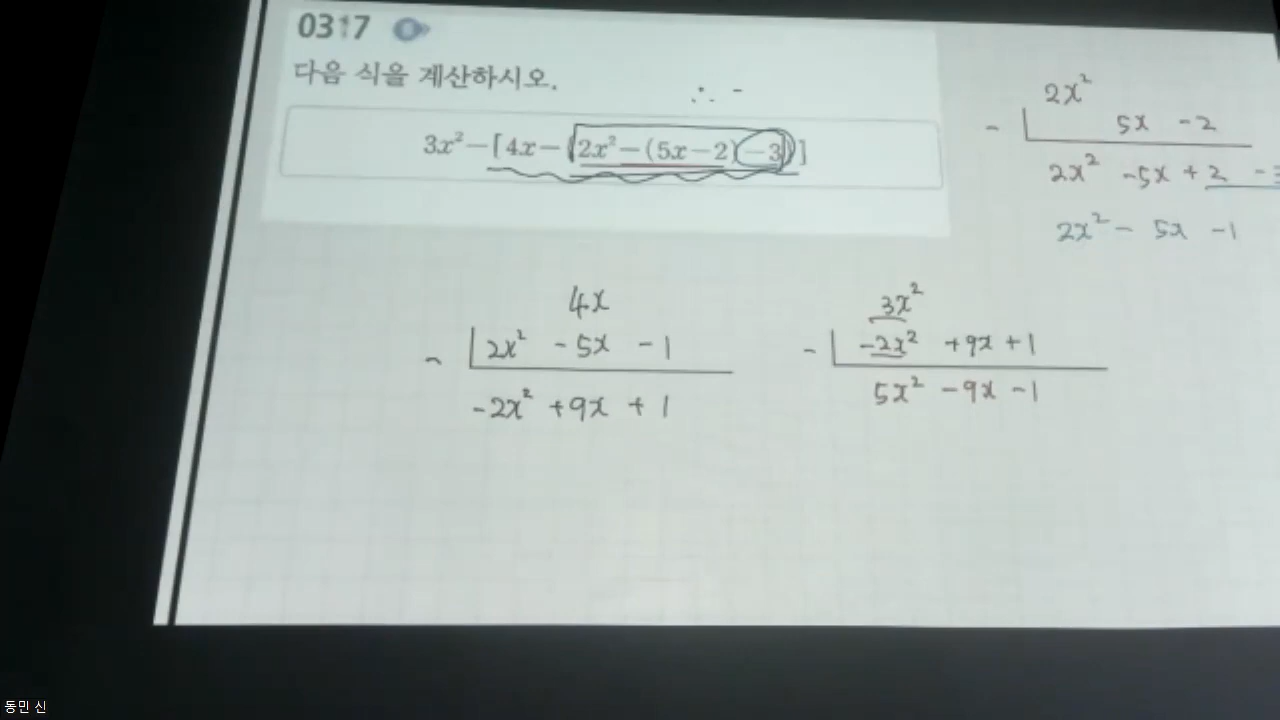 0317
다음 식을 계산하시오.
∴ -
3x²-[4x-{2x²-(5x-2)-3}]
2x²
- 5x -2
2x² -5x +2 -3
2x² - 5x -1
4x
- 2x² -5x -1
-2x² +9x + 1
3x²
- -2x² +9x +1
5x² -9x -1
동민 신